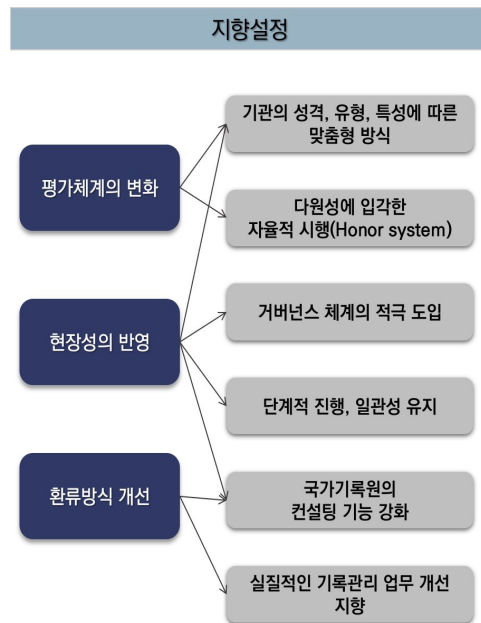 지향설정
평가체계의 변화
현장성의 반영
환류방식 개선
기관의 성격, 유형, 특성에 따른
맞춤형 방식
다원성에 입각한
자율적 시행(Honor system)
거버넌스 체계의 적극 도입
단계적 진행, 일관성 유지
국가기록원의
컨설팅 기능 강화
실질적인 기록관리 업무 개선
지향